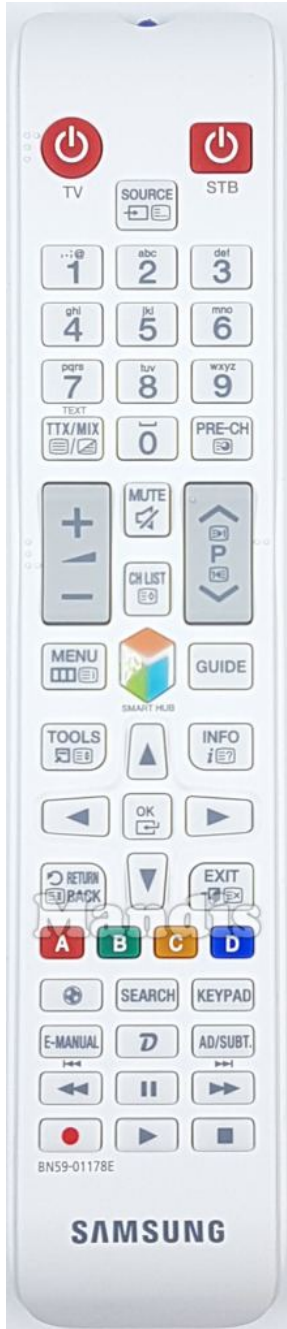 TV STB
SOURCE
.,:;@ abc def
1 2 3
ghi jkl mno
4 5 6
pqrs tuv wxyz
7 8 9
TEXT
TTX/MIX 0 PRE-CH
MUTE
+ P
- CH LIST
MENU GUIDE
SMART HUB
TOOLS INFO
i
OK
RETURN EXIT
BACK
Mandis
A B C D
SEARCH KEYPAD
E-MANUAL D AD/SUBT.
BN59-01178E
SAMSUNG